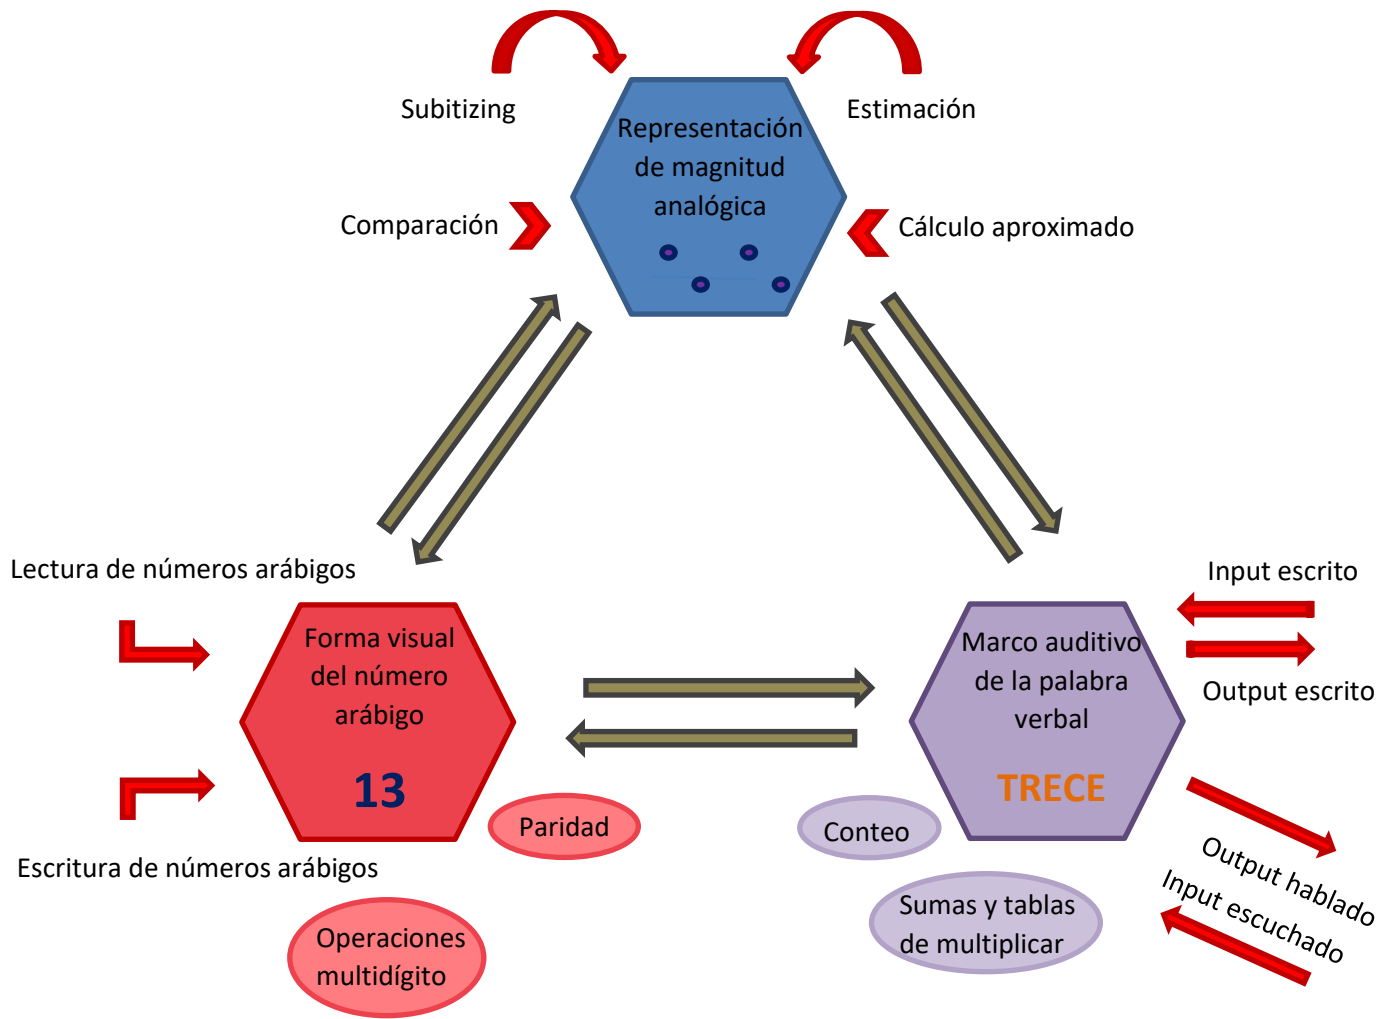 Subitizing
Estimación
Representación
de magnitud
analógica
Comparación
Cálculo aproximado
Lectura de números arábigos
Input escrito
Forma visual
del número
arábigo
13
Marco auditivo
de la palabra
verbal
TRECE
Output escrito
Paridad
Conteo
Escritura de números arábigos
Output hablado
Input escuchado
Operaciones
multidígito
Sumas y tablas
de multiplicar